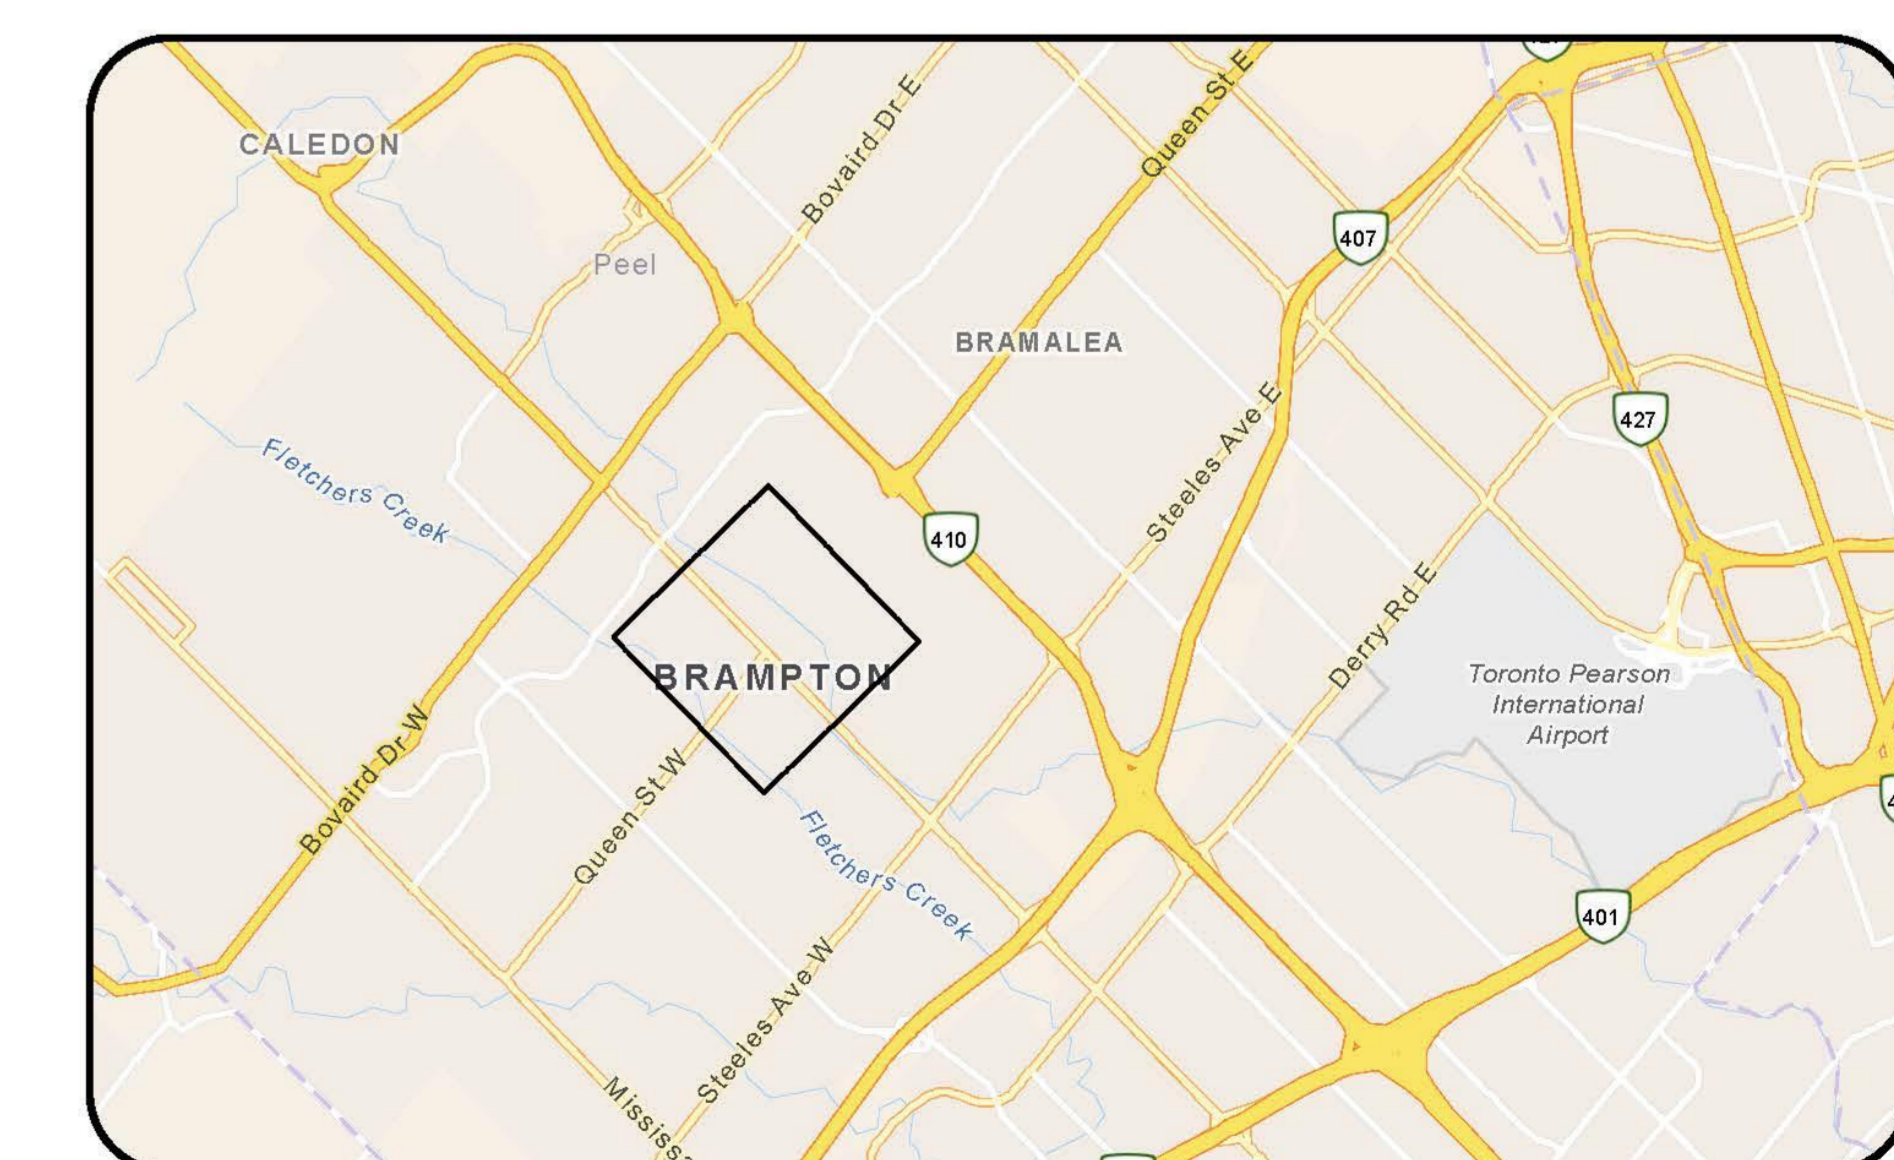 CALEDON
Bovaird Dr E
Queen St E
407
Peel
BRAMALEA
427
Fletchers Creek
Steeles Ave E
410
Derry Rd E
BRAMPTON
Toronto Pearson
International
Airport
Bovaird Dr W
Queen St W
Fletchers Creek
401
Steeles Ave W